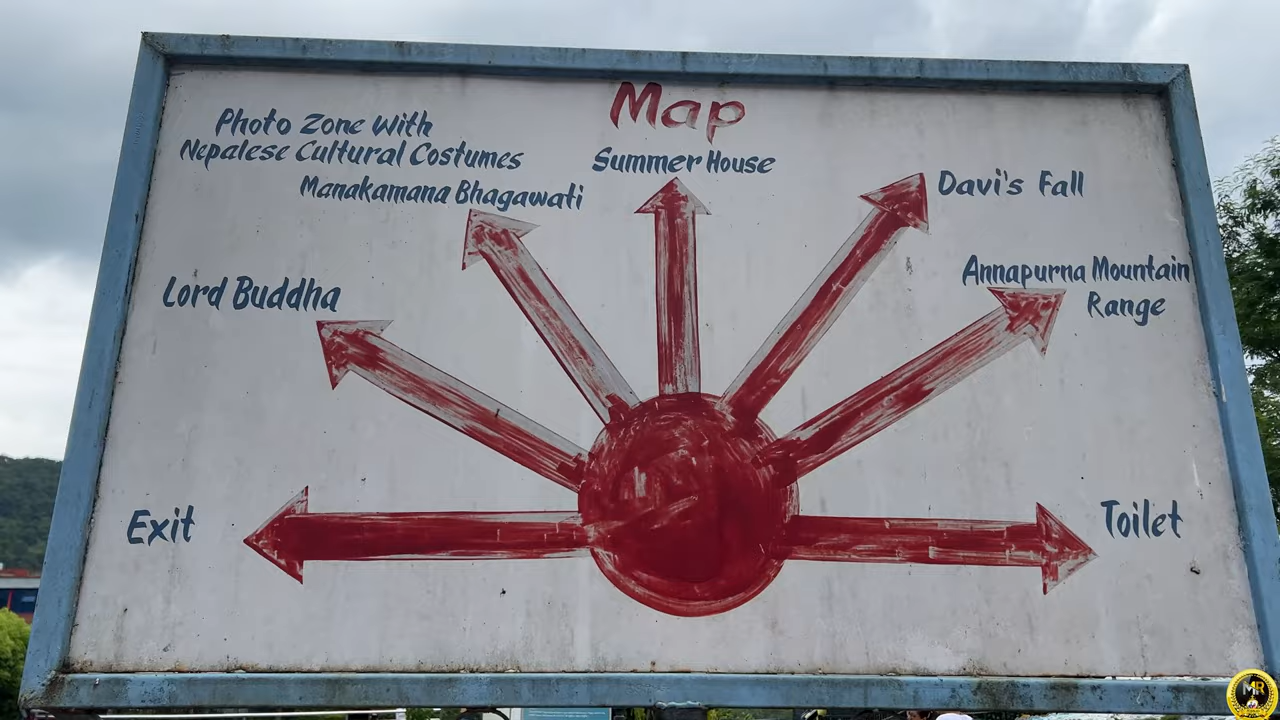 Map
Photo Zone With
Nepalese Cultural Costumes
Manakamana Bhagawati
Summer House
Davi's Fall
Annapurna Mountain
Range
Lord Buddha
Exit
Toilet
MR